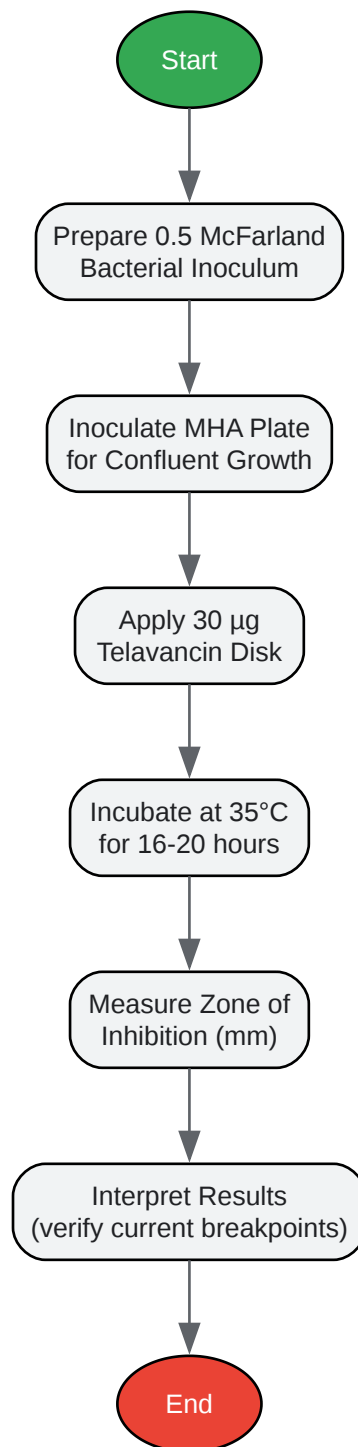 Start
Prepare 0.5 McFarland
Bacterial Inoculum
Inoculate MHA Plate
for Confluent Growth
Apply 30 µg
Telavancin Disk
Incubate at 35°C
for 16-20 hours
Measure Zone of
Inhibition (mm)
Interpret Results
(verify current breakpoints)
End